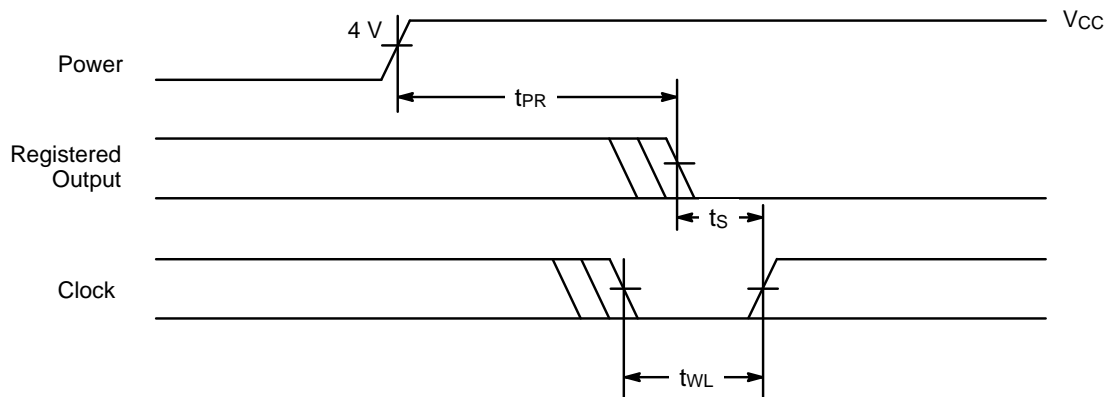 4 V
VCC
Power
tPR
Registered
Output
tS
Clock
tWL